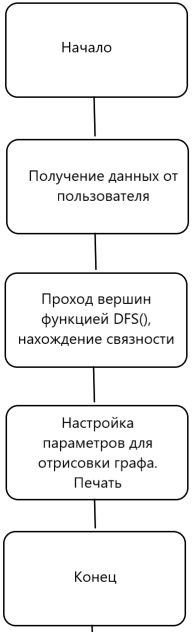 Начало
Получение данных от
пользователя
Проход вершин
функцией DFS(),
нахождение связности
Настройка
параметров для
отрисовки графа.
Печать
Конец